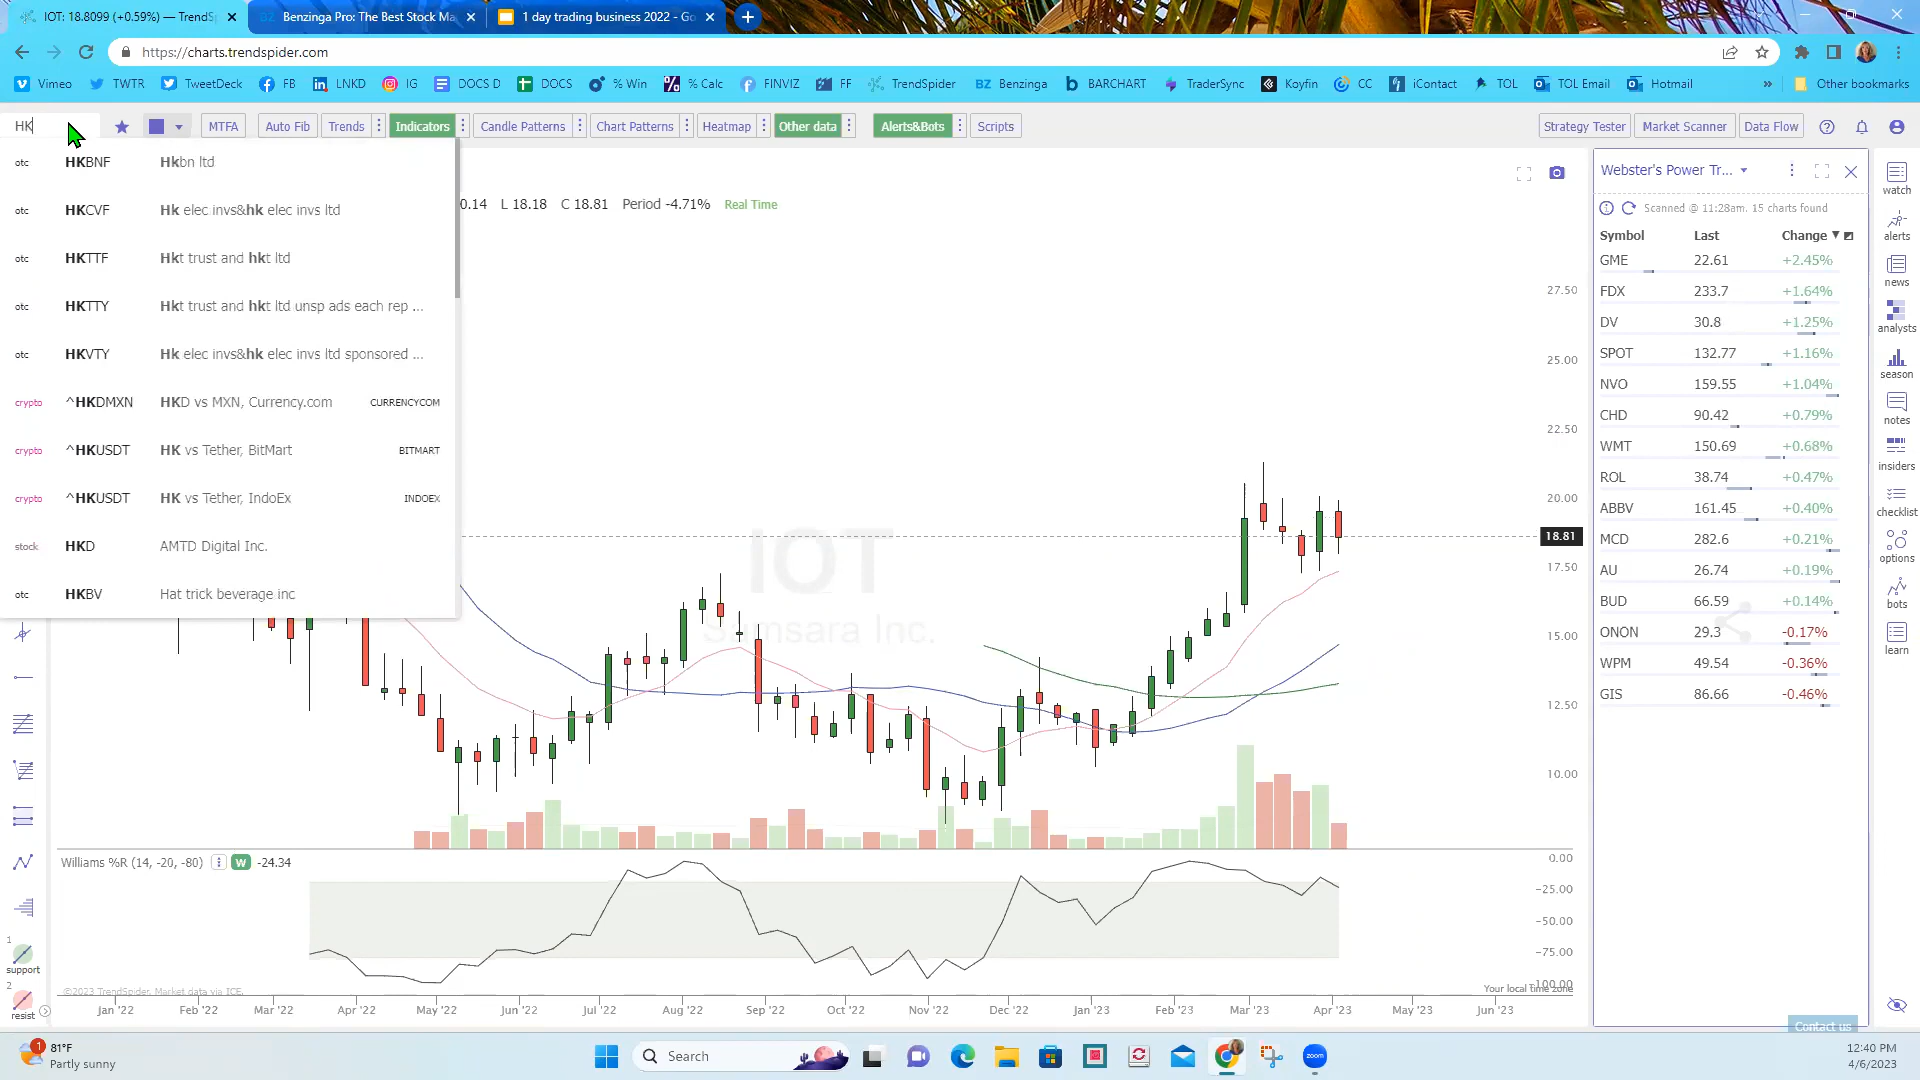 IOT: 18.8099 (+0.59%) — TrendSp
Benzinga Pro: The Best Stock Ma
1 day trading business 2022 - Go
https://charts.trendspider.com
Vimeo TWTR TweetDeck FB LNKD IG DOCS D DOCS % Win % Calc FINVIZ FF TrendSpider Benzinga BARCHART TraderSync Koyfin CC iContact TOL TOL Email Hotmail » Other bookmarks
HK MTFA Auto Fib Trends Indicators Candle Patterns Chart Patterns Heatmap Other data Alerts&Bots Scripts Strategy Tester Market Scanner Data Flow
otc HKBNF Hkbn ltd
otc HKCVF Hk elec invs&hk elec invs ltd
otc HKTTF Hkt trust and hkt ltd
otc HKTTY Hkt trust and hkt ltd unsp ads each rep ...
otc HKVTY Hk elec invs&hk elec invs ltd sponsored ...
crypto ^HKDMXN HKD vs MXN, Currency.com CURRENCYCOM
crypto ^HKUSDT HK vs Tether, BitMart BITMART
crypto ^HKUSDT HK vs Tether, IndoEx INDOEX
stock HKD AMTD Digital Inc.
otc HKBV Hat trick beverage inc
0.14 L 18.18 C 18.81 Period -4.71% Real Time
27.50
25.00
22.50
20.00
18.81
17.50
15.00
12.50
10.00
IOT
Samsara Inc.
Williams %R (14, -20, -80) W -24.34
0.00
-25.00
-50.00
-75.00
-100.00
©2023 TrendSpider. Market data via ICE.
Your local time zone
Jan '22 Feb '22 Mar '22 Apr '22 May '22 Jun '22 Jul '22 Aug '22 Sep '22 Oct '22 Nov '22 Dec '22 Jan '23 Feb '23 Mar '23 Apr '23 May '23 Jun '23
1
support
2
resist
Webster's Power Tr...
Scanned @ 11:28am. 15 charts found
Symbol Last Change
GME 22.61 +2.45%
FDX 233.7 +1.64%
DV 30.8 +1.25%
SPOT 132.77 +1.16%
NVO 159.55 +1.04%
CHD 90.42 +0.79%
WMT 150.69 +0.68%
ROL 38.74 +0.47%
ABBV 161.45 +0.40%
MCD 282.6 +0.21%
AU 26.74 +0.19%
BUD 66.59 +0.14%
ONON 29.3 -0.17%
WPM 49.54 -0.36%
GIS 86.66 -0.46%
watch
alerts
news
analysts
season
notes
insiders
checklist
options
bots
learn
Contact us
1
81°F
Partly sunny
Search
zoom
12:40 PM
4/6/2023